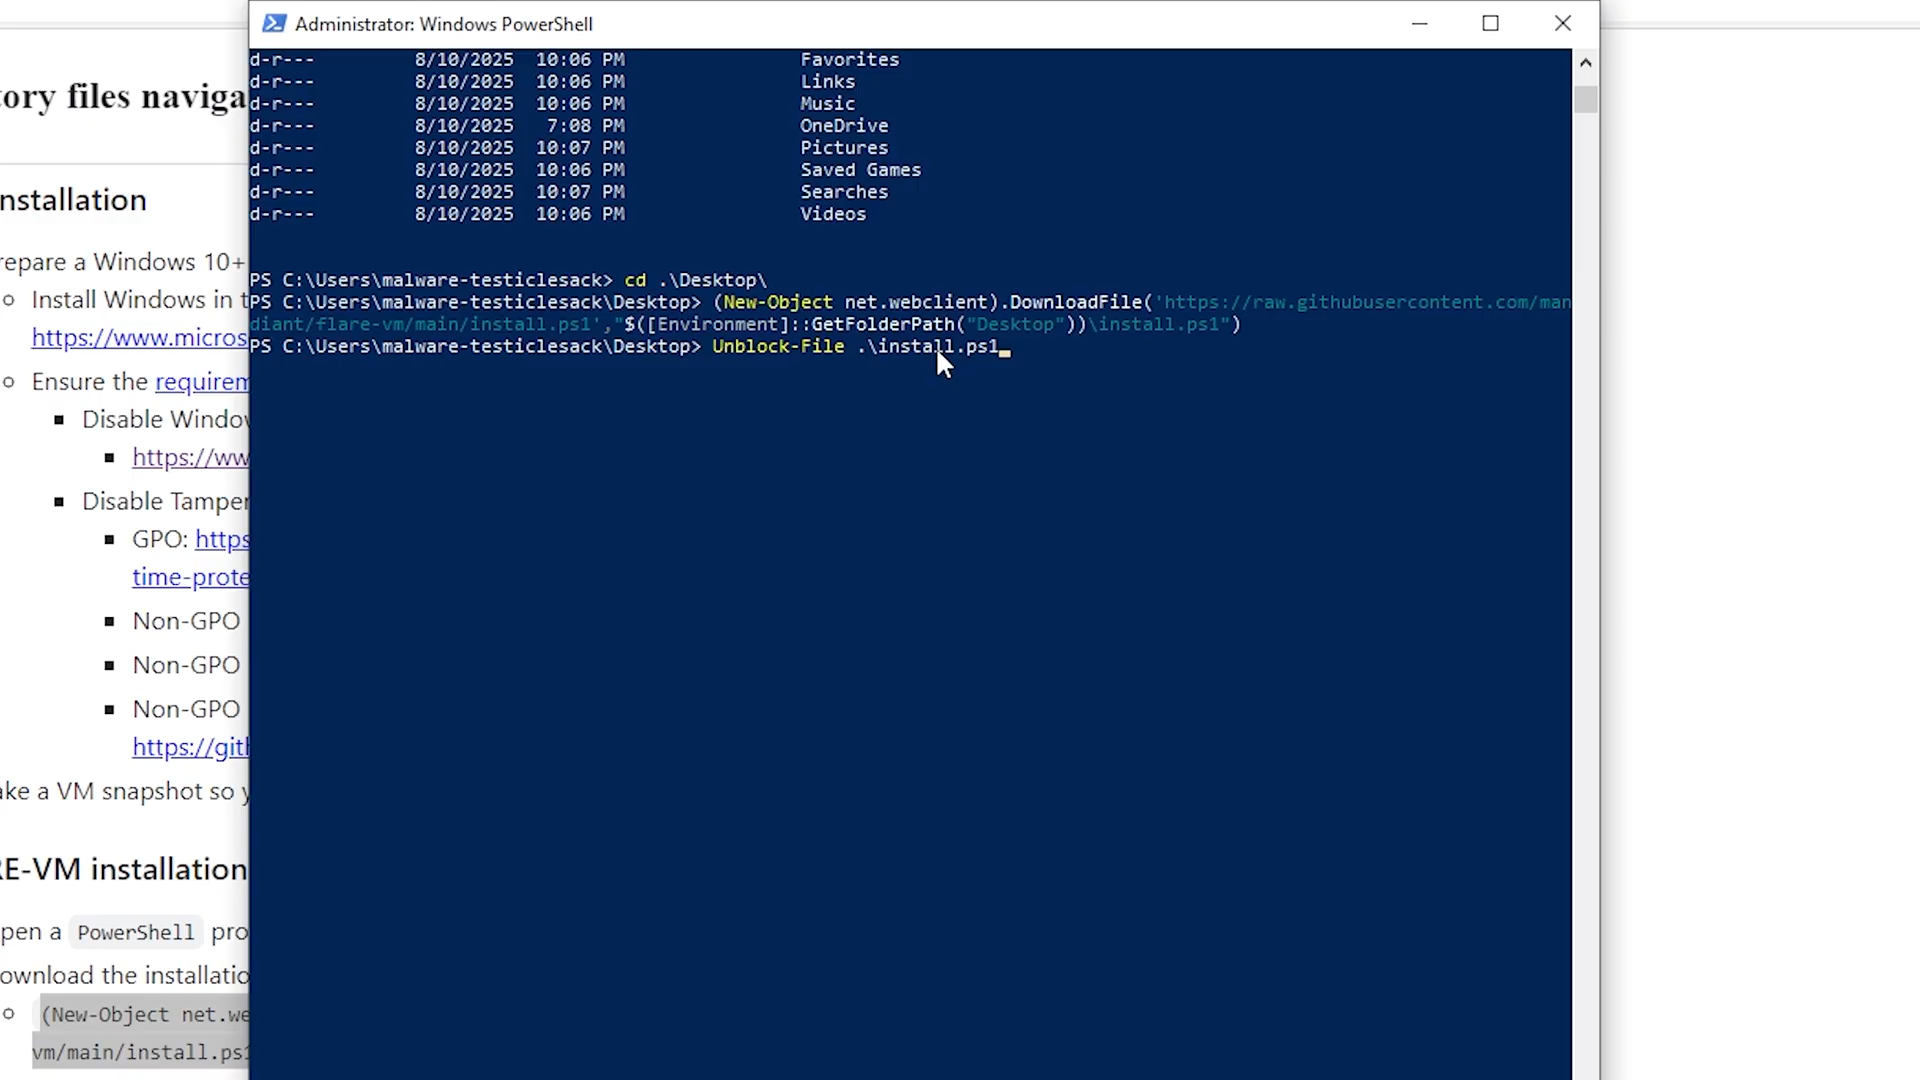 Administrator: Windows PowerShell
d-r--- 8/10/2025 10:06 PM Favorites
d-r--- 8/10/2025 10:06 PM Links
d-r--- 8/10/2025 10:06 PM Music
d-r--- 8/10/2025 7:08 PM OneDrive
d-r--- 8/10/2025 10:07 PM Pictures
d-r--- 8/10/2025 10:06 PM Saved Games
d-r--- 8/10/2025 10:07 PM Searches
d-r--- 8/10/2025 10:06 PM Videos
PS C:\Users\malware-testiclesack> cd .\Desktop\
PS C:\Users\malware-testiclesack\Desktop> (New-Object net.webclient).DownloadFile('https://raw.githubusercontent.com/man
diant/flare-vm/main/install.ps1',"$([Environment]::GetFolderPath("Desktop"))\install.ps1")
PS C:\Users\malware-testiclesack\Desktop> Unblock-File .\install.ps1
tory files naviga
nstallation
repare a Windows 10+
Install Windows in t
https://www.micros
Ensure the requirem
Disable Window
https://ww
Disable Tamper
GPO: https
time-prote
Non-GPO
Non-GPO
Non-GPO
https://gith
ake a VM snapshot so y
RE-VM installation
pen a PowerShell pro
ownload the installatio
(New-Object net.we
vm/main/install.ps1